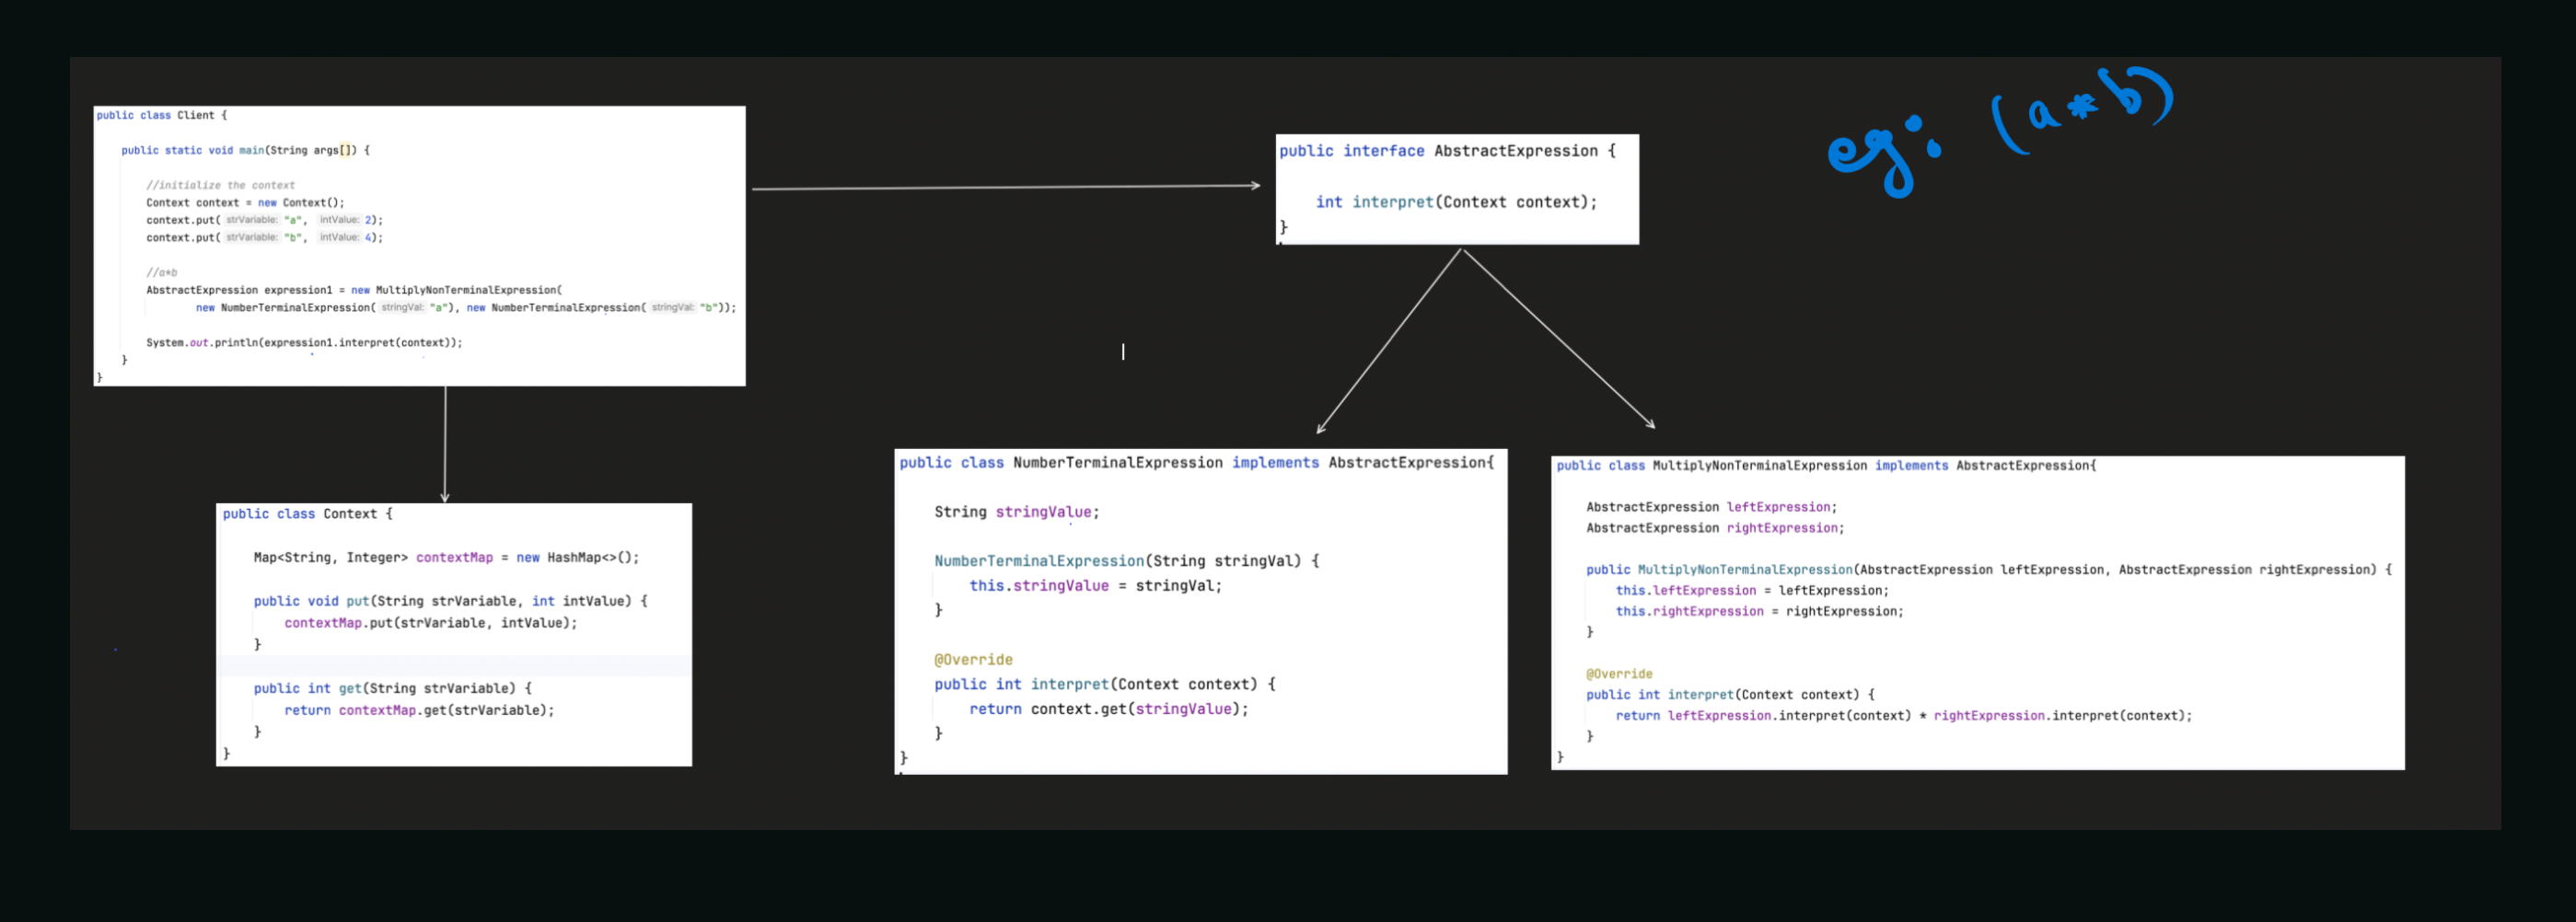 public class Client {
public static void main(String args[]) {
//initialize the context
Context context = new Context();
context.put( strVariable: "a", intValue: 2);
context.put( strVariable: "b", intValue: 4);
//a*b
AbstractExpression expression1 = new MultiplyNonTerminalExpression(
new NumberTerminalExpression( stringVal: "a"), new NumberTerminalExpression( stringVal: "b"));
System.out.println(expression1.interpret(context));
}
}
public interface AbstractExpression {
int interpret(Context context);
}
eg: (a*b)
public class Context {
Map<String, Integer> contextMap = new HashMap<>();
public void put(String strVariable, int intValue) {
contextMap.put(strVariable, intValue);
}
public int get(String strVariable) {
return contextMap.get(strVariable);
}
}
public class NumberTerminalExpression implements AbstractExpression{
String stringValue;
NumberTerminalExpression(String stringVal) {
this.stringValue = stringVal;
}
@Override
public int interpret(Context context) {
return context.get(stringValue);
}
}
public class MultiplyNonTerminalExpression implements AbstractExpression{
AbstractExpression leftExpression;
AbstractExpression rightExpression;
public MultiplyNonTerminalExpression(AbstractExpression leftExpression, AbstractExpression rightExpression) {
this.leftExpression = leftExpression;
this.rightExpression = rightExpression;
}
@Override
public int interpret(Context context) {
return leftExpression.interpret(context) * rightExpression.interpret(context);
}
}